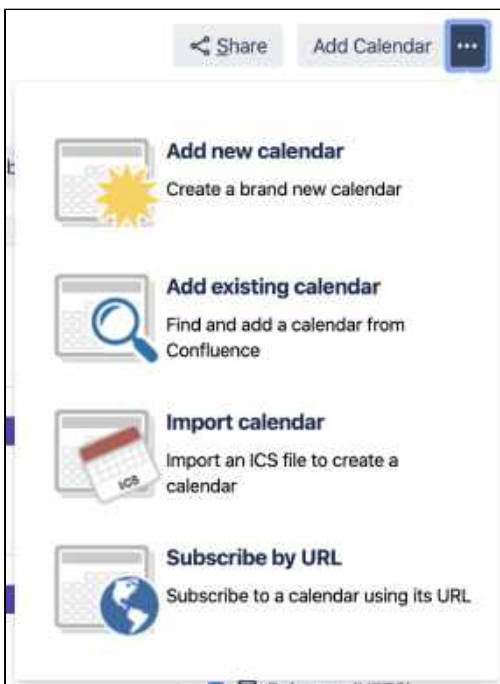 Share
Add Calendar
Add new calendar
Create a brand new calendar
Add existing calendar
Find and add a calendar from
Confluence
Import calendar
Import an ICS file to create a
calendar
ICS
Subscribe by URL
Subscribe to a calendar using its URL